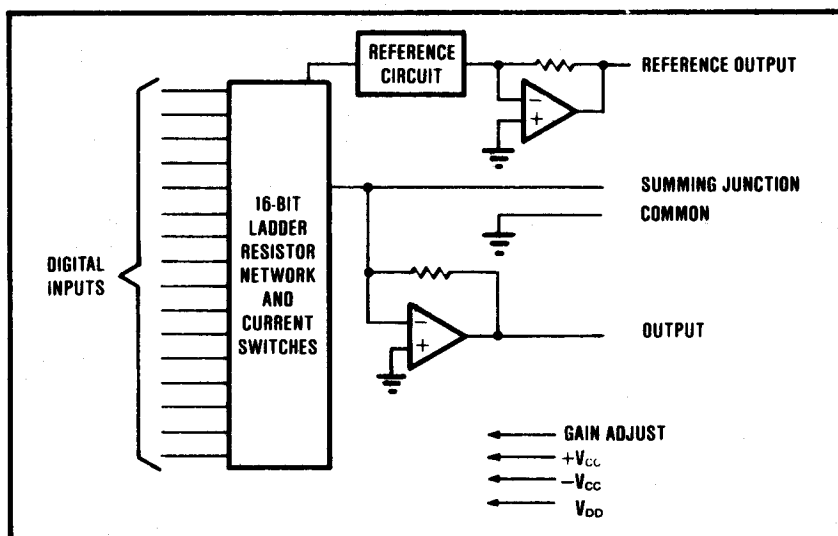 REFERENCE
CIRCUIT
REFERENCE OUTPUT
−
+
SUMMING JUNCTION
COMMON
DIGITAL
INPUTS
16-BIT
LADDER
RESISTOR
NETWORK
AND
CURRENT
SWITCHES
−
+
OUTPUT
GAIN ADJUST
+VCC
−VCC
VDD